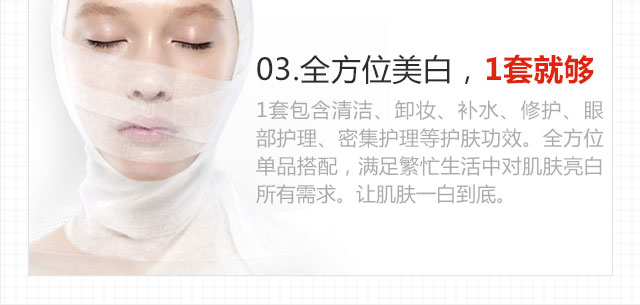 03.全方位美白，1套就够
1套包含清洁、卸妆、补水、修护、眼
部护理、密集护理等护肤功效。全方位
单品搭配，满足繁忙生活中对肌肤亮白
所有需求。让肌肤一白到底。